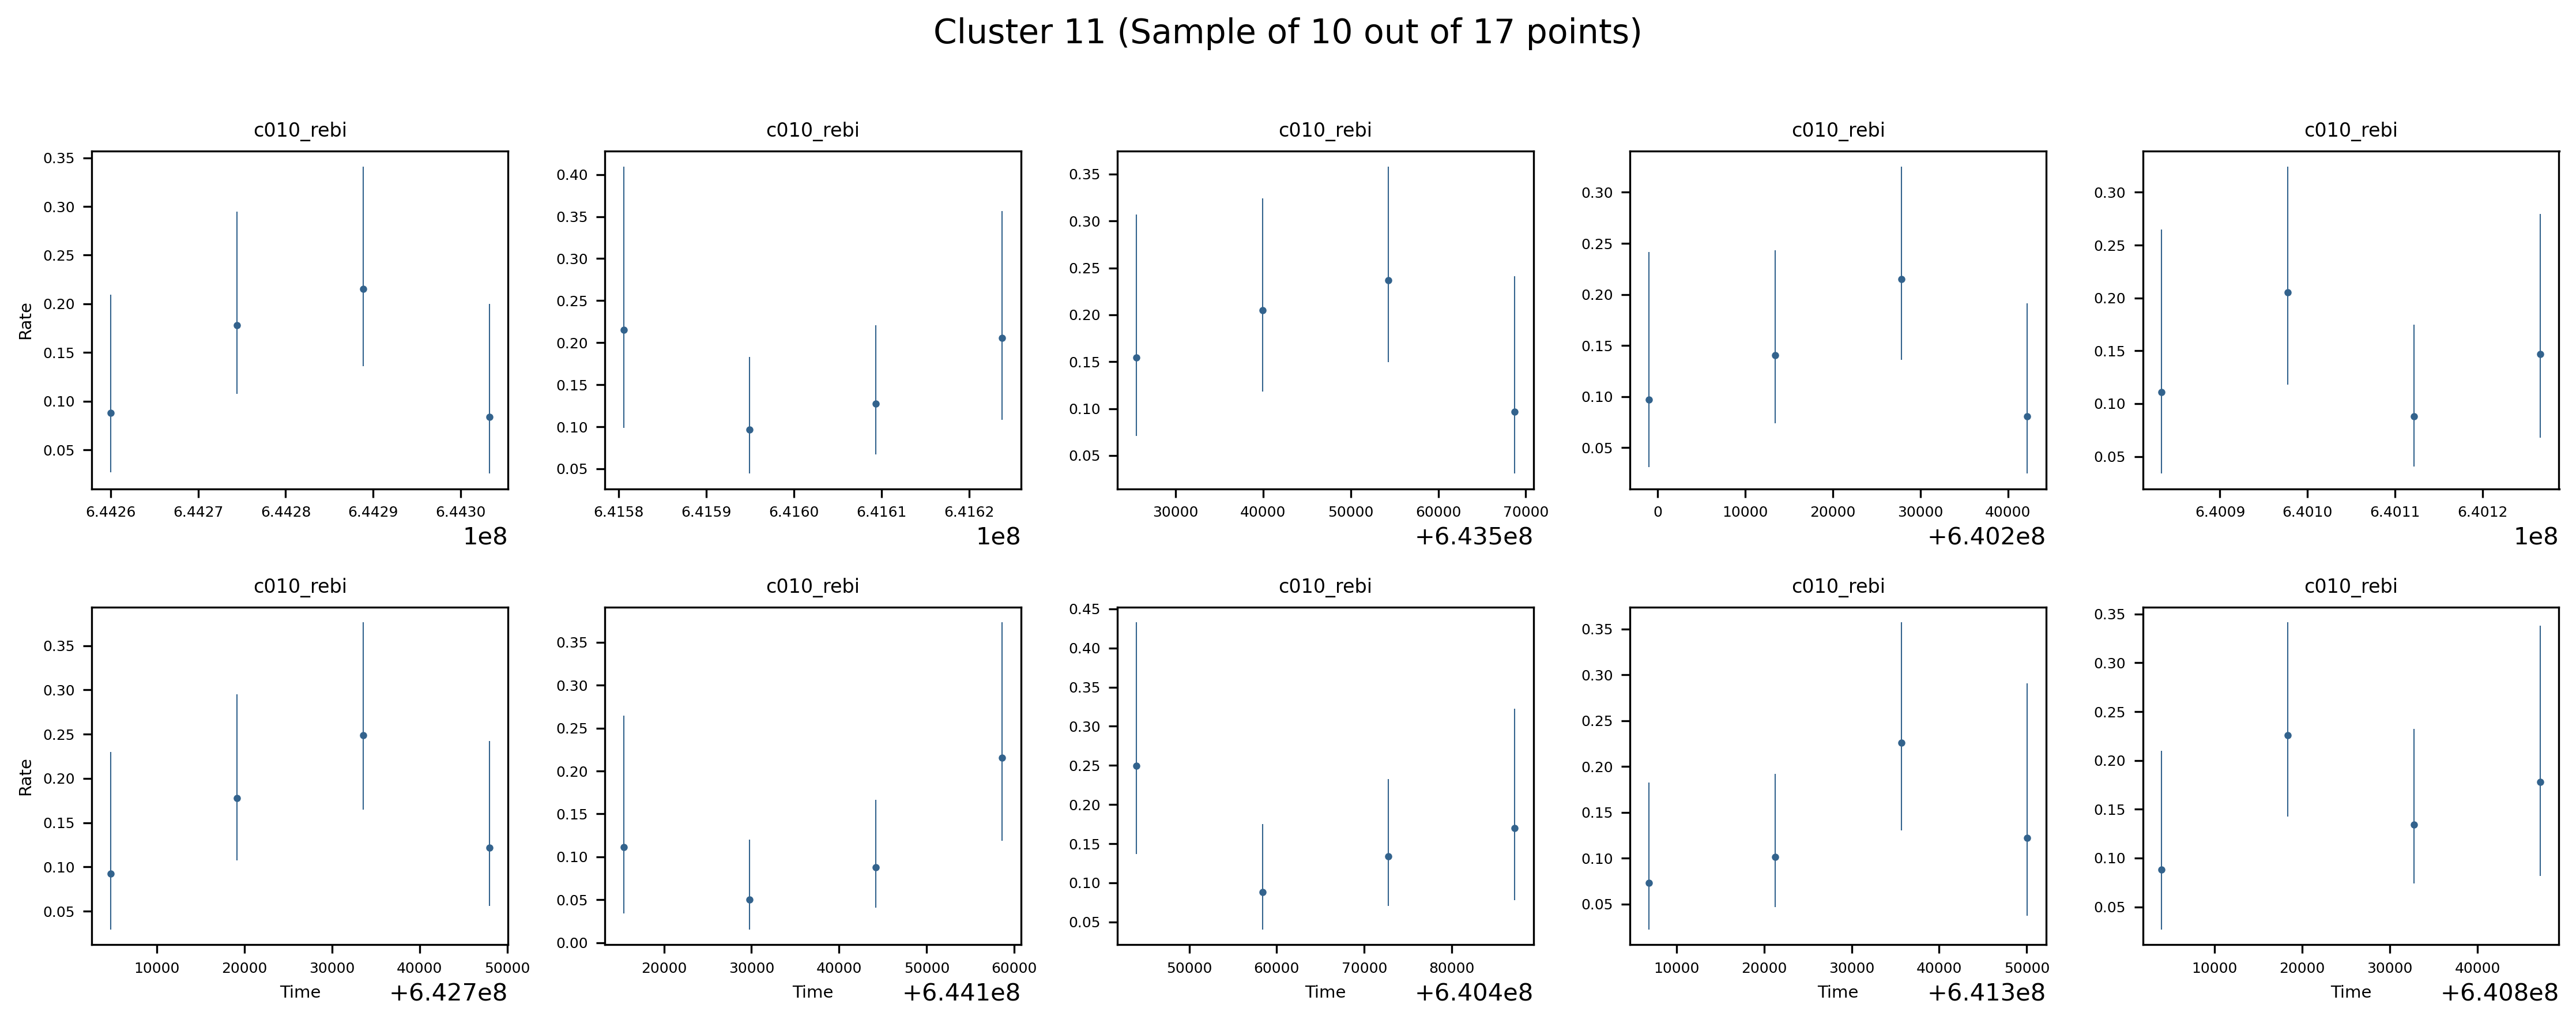 Cluster 11 (Sample of 10 out of 17 points)
c010_rebi c010_rebi c010_rebi c010_rebi c010_rebi
Rate
0.35 0.30 0.25 0.20 0.15 0.10 0.05
6.4426 6.4427 6.4428 6.4429 6.4430
1e8
0.40 0.35 0.30 0.25 0.20 0.15 0.10 0.05
6.4158 6.4159 6.4160 6.4161 6.4162
1e8
0.35 0.30 0.25 0.20 0.15 0.10 0.05
30000 40000 50000 60000 70000
+6.435e8
0.30 0.25 0.20 0.15 0.10 0.05
0 10000 20000 30000 40000
+6.402e8
0.30 0.25 0.20 0.15 0.10 0.05
6.4009 6.4010 6.4011 6.4012
1e8
c010_rebi c010_rebi c010_rebi c010_rebi c010_rebi
Rate
0.35 0.30 0.25 0.20 0.15 0.10 0.05
10000 20000 30000 40000 50000
Time +6.427e8
0.35 0.30 0.25 0.20 0.15 0.10 0.05 0.00
20000 30000 40000 50000 60000
Time +6.441e8
0.45 0.40 0.35 0.30 0.25 0.20 0.15 0.10 0.05
50000 60000 70000 80000
Time +6.404e8
0.35 0.30 0.25 0.20 0.15 0.10 0.05
10000 20000 30000 40000 50000
Time +6.413e8
0.35 0.30 0.25 0.20 0.15 0.10 0.05
10000 20000 30000 40000
Time +6.408e8